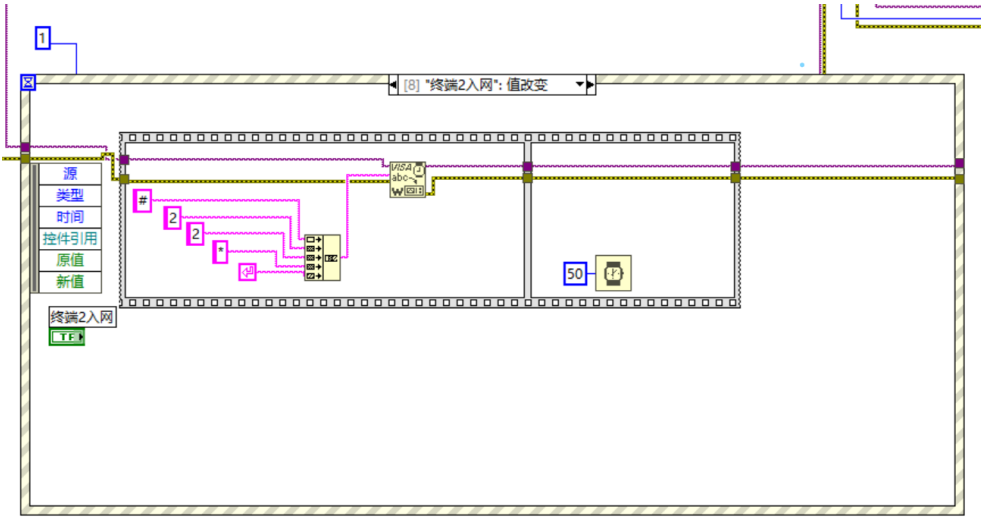 1
[8] "终端2入网": 值改变
源
类型
时间
控件引用
原值
新值
VISA
abc
W
#
2
2
*
50
终端2入网
TF